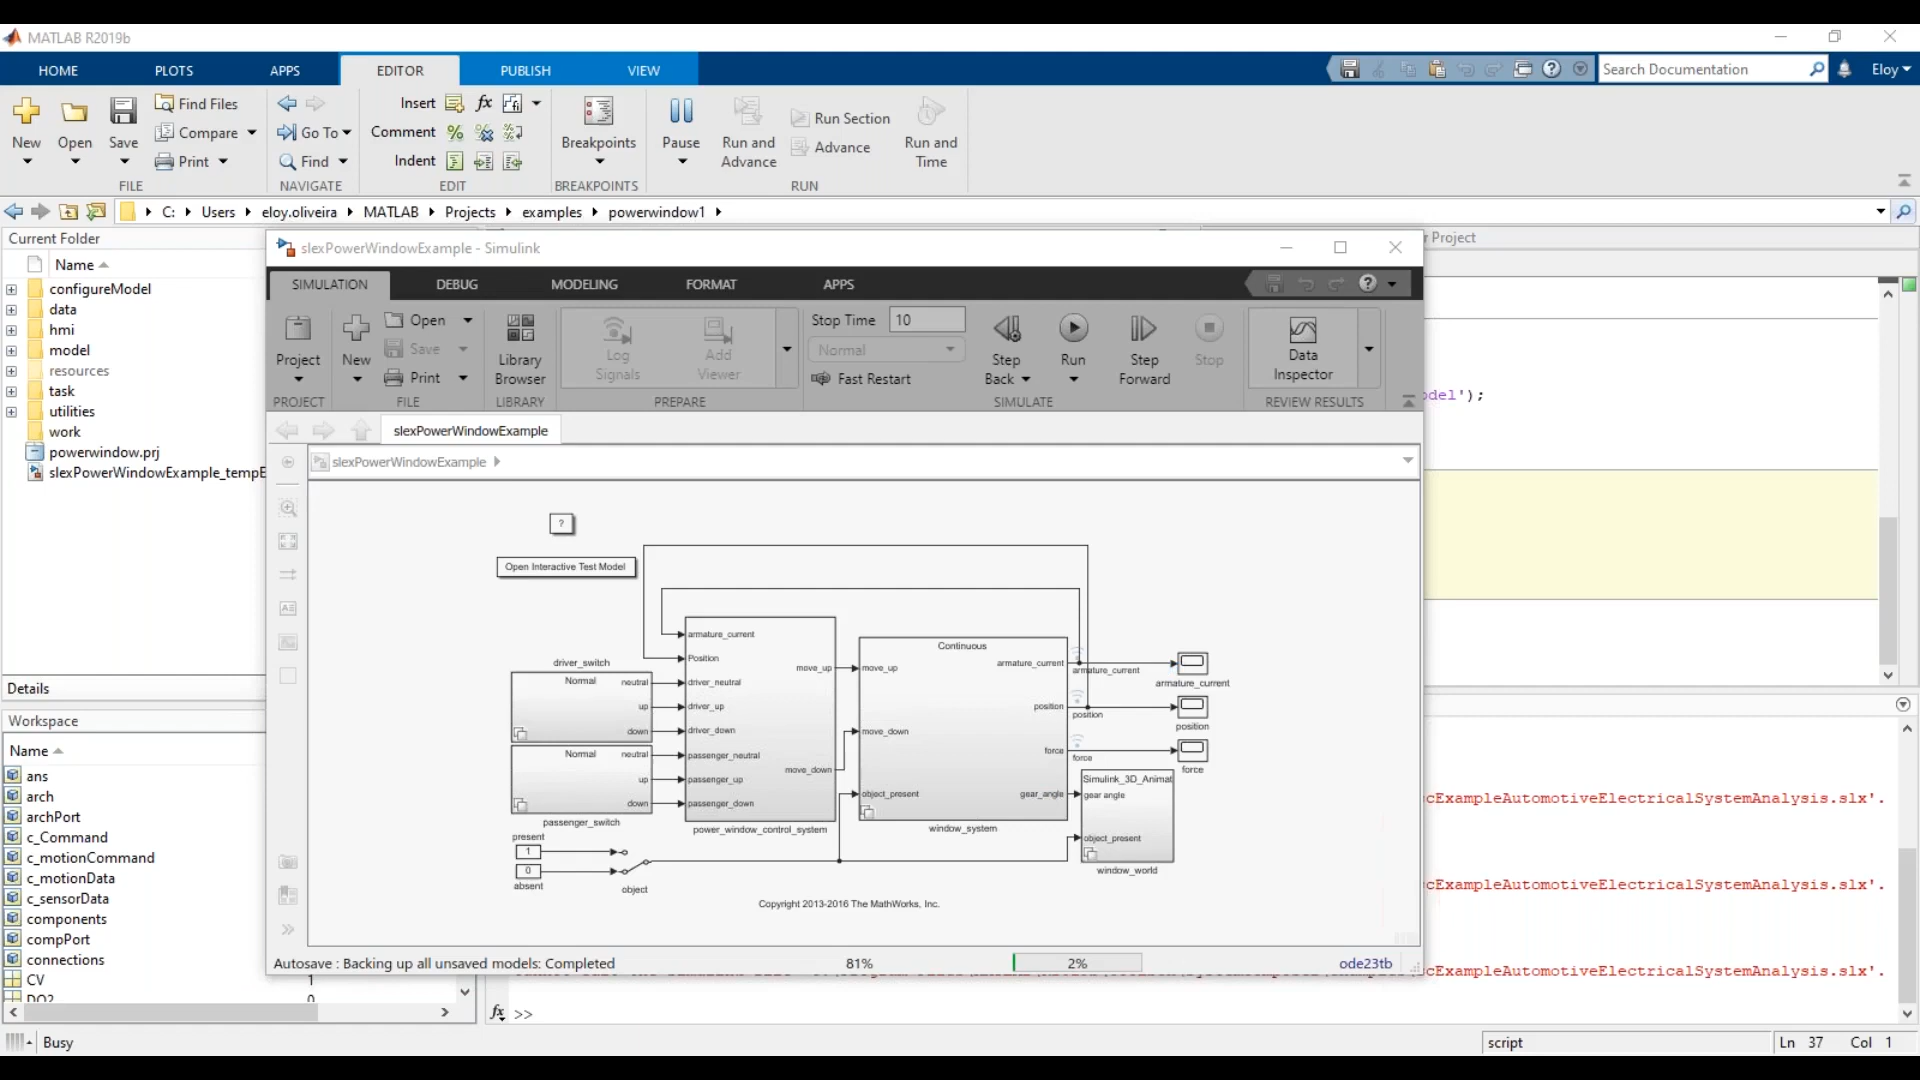 MATLAB R2019b
HOME PLOTS APPS EDITOR PUBLISH VIEW Search Documentation Eloy
New Open Save Find Files Compare Print
FILE
Go To Find
NAVIGATE
Insert fx
Comment
Indent
EDIT
Breakpoints
BREAKPOINTS
Pause Run and Advance Run Section Advance Run and Time
RUN
C: Users eloy.oliveira MATLAB Projects examples powerwindow1
Current Folder
Name
configureModel
data
hmi
model
resources
task
utilities
work
powerwindow.prj
slexPowerWindowExample_tempE
Details
Workspace
Name
ans
arch
archPort
c_Command
c_motionCommand
c_motionData
c_sensorData
components
compPort
connections
CV 1
Busy
slexPowerWindowExample - Simulink
SIMULATION DEBUG MODELING FORMAT APPS
Project
PROJECT
New Open Save Print
FILE
Library Browser
LIBRARY
Log Signals Add Viewer
PREPARE
Stop Time 10
Normal
Fast Restart
Step Back Run Step Forward Stop
SIMULATE
Data Inspector
REVIEW RESULTS
slexPowerWindowExample
slexPowerWindowExample
?
Open Interactive Test Model
driver_switch
Normal
neutral
up
down
Normal
neutral
up
down
passenger_switch
present
1
0
absent
object
armature_current
Position
driver_neutral
driver_up
driver_down
passenger_neutral
passenger_up
passenger_down
move_up
move_down
power_window_control_system
Continuous
move_up
move_down
object_present
armature_current
position
force
gear_angle
window_system
armature_current
position
force
armature_current
position
force
Simulink_3D_Animat
gear angle
object_present
window_world
Copyright 2013-2016 The MathWorks, Inc.
Autosave : Backing up all unsaved models: Completed 81% 2% ode23tb
r Project
odel');
cExampleAutomotiveElectricalSystemAnalysis.slx'.
cExampleAutomotiveElectricalSystemAnalysis.slx'.
cExampleAutomotiveElectricalSystemAnalysis.slx'.
fx >>
script Ln 37 Col 1